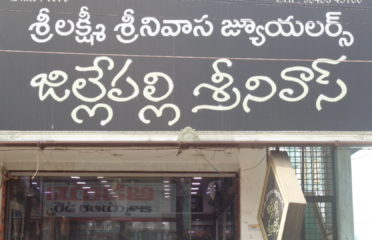 శ్రీలక్ష్మీ శ్రీనివాస జ్యూయలర్స్
జిల్లేపల్లి శ్రీనివాస్